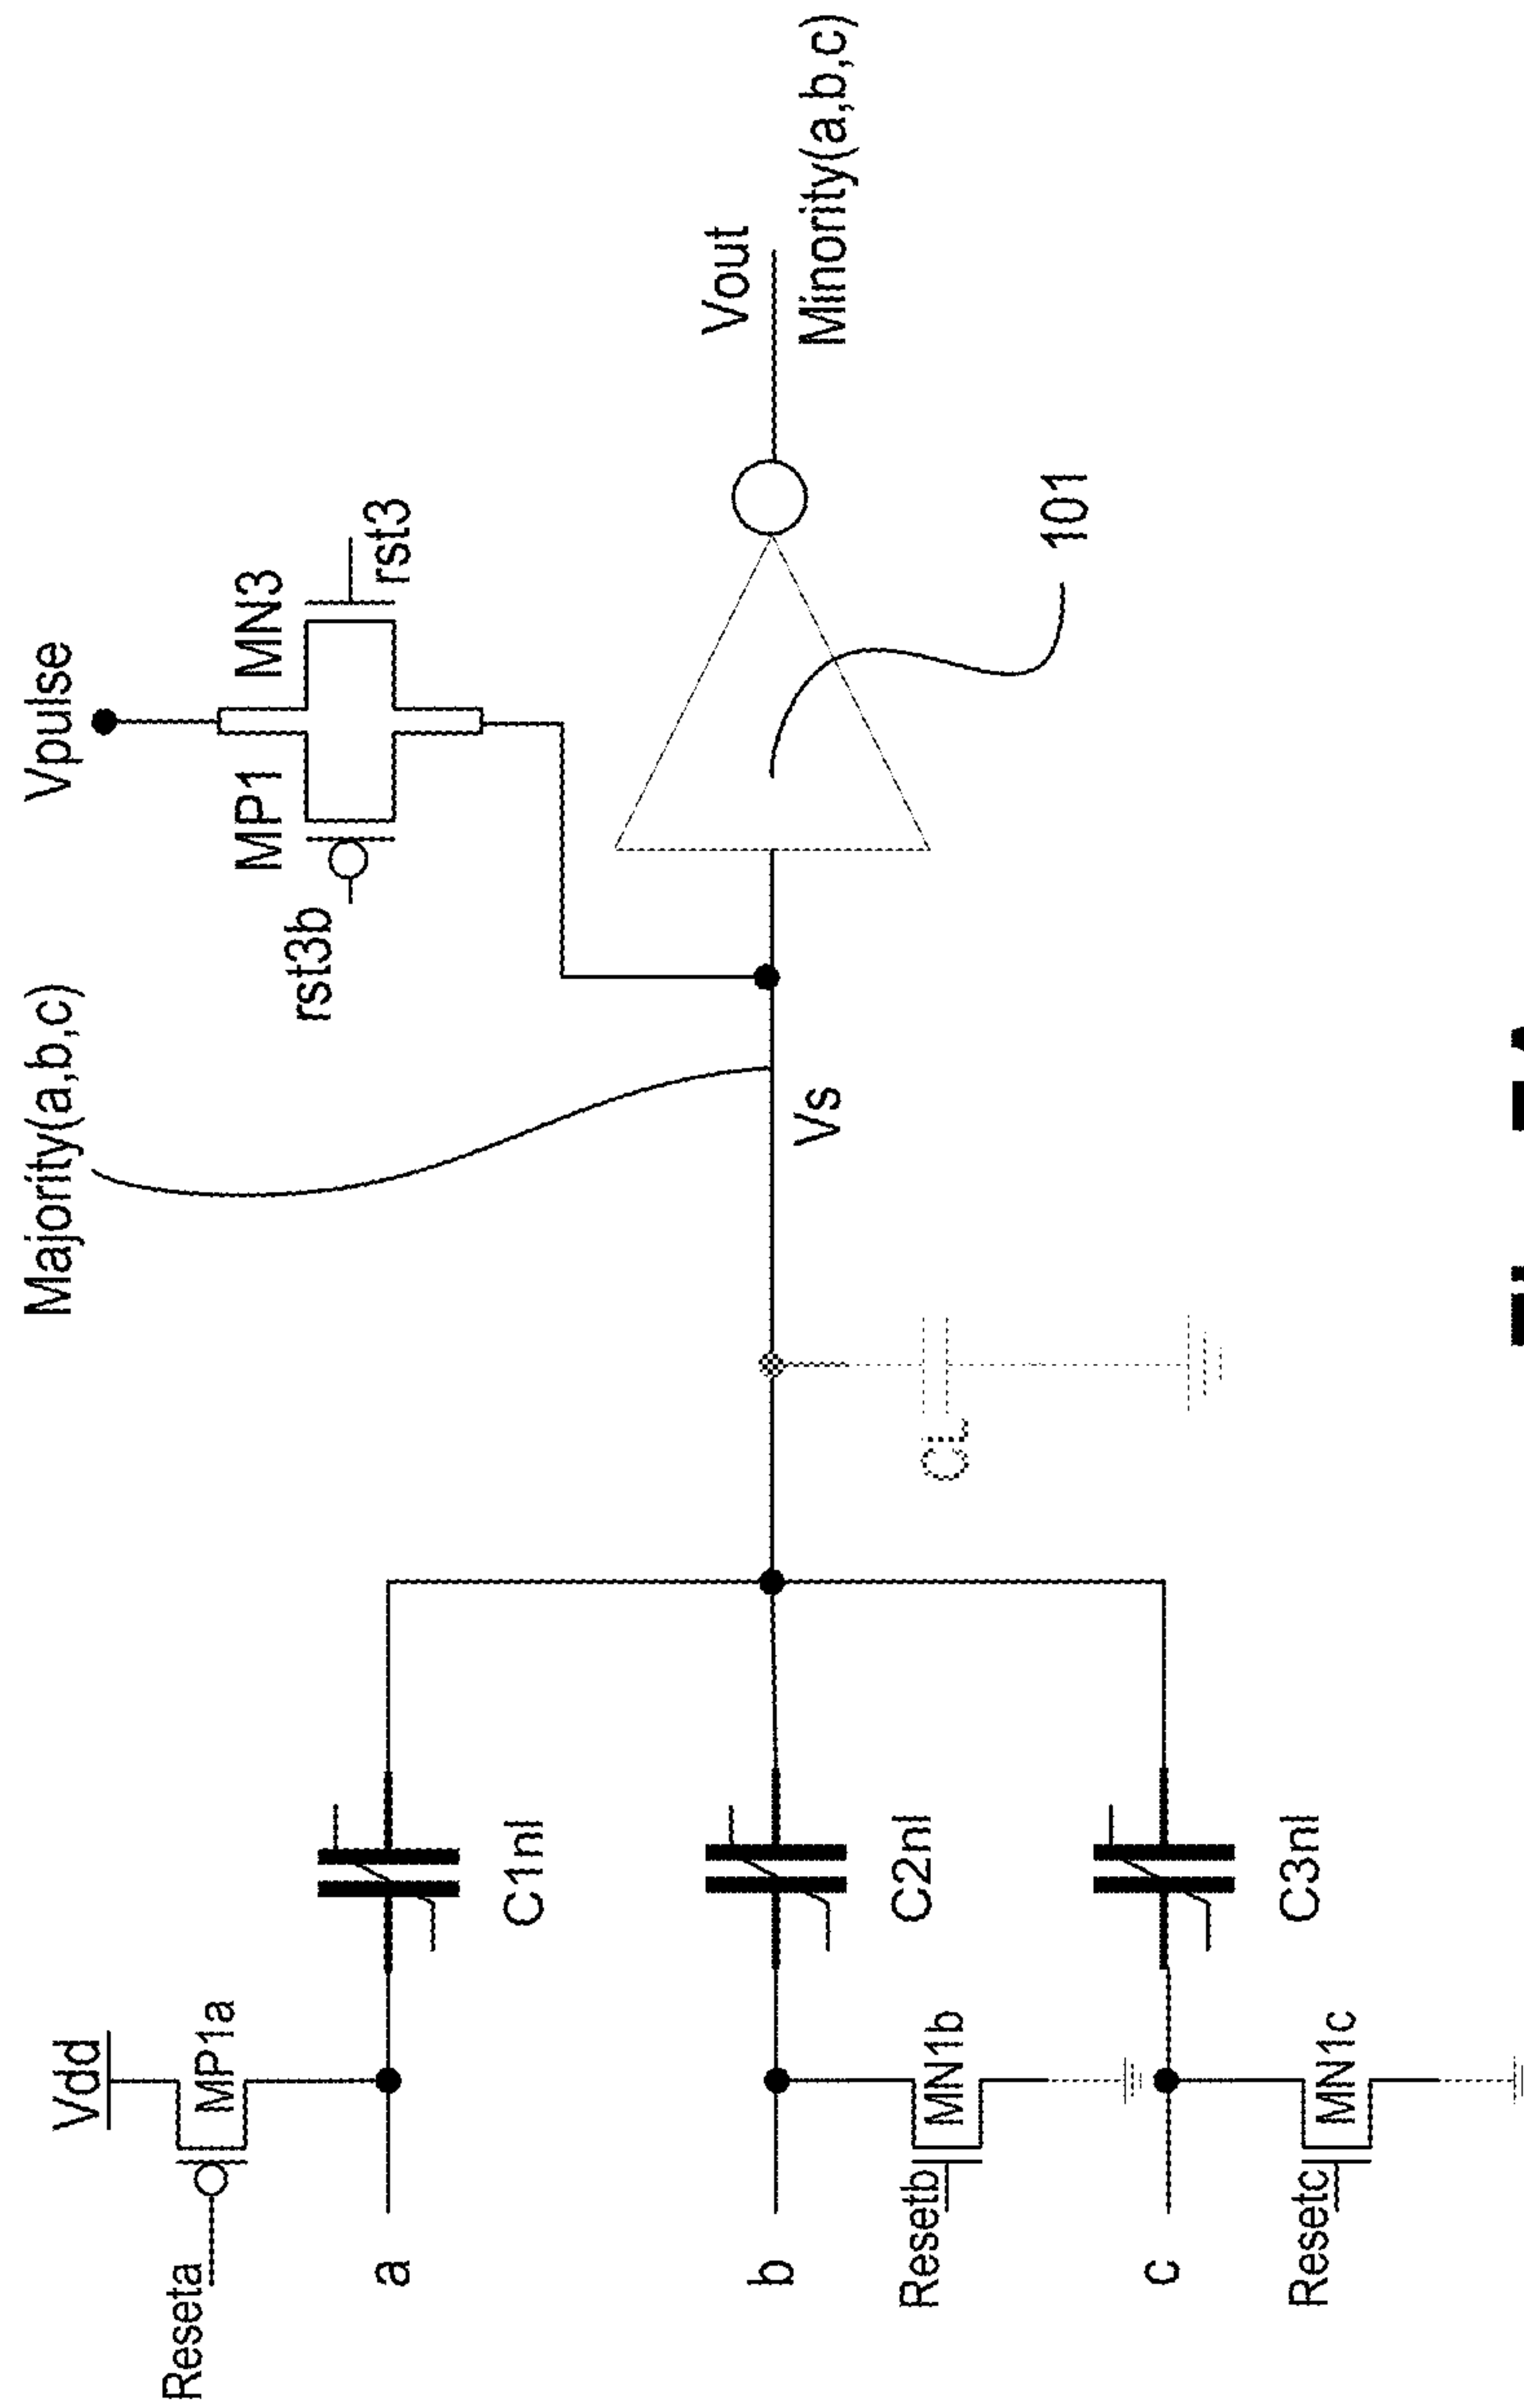 Majority(a,b,c)
Vpulse
MP1
MN3
rst3b
rst3
Vdd
Reseta
MP1a
a
C1nl
Vout
Minority(a,b,c)
Vs
b
C2nl
CL
101
Resetb
MN1b
c
C3nl
Resetc
MN1c